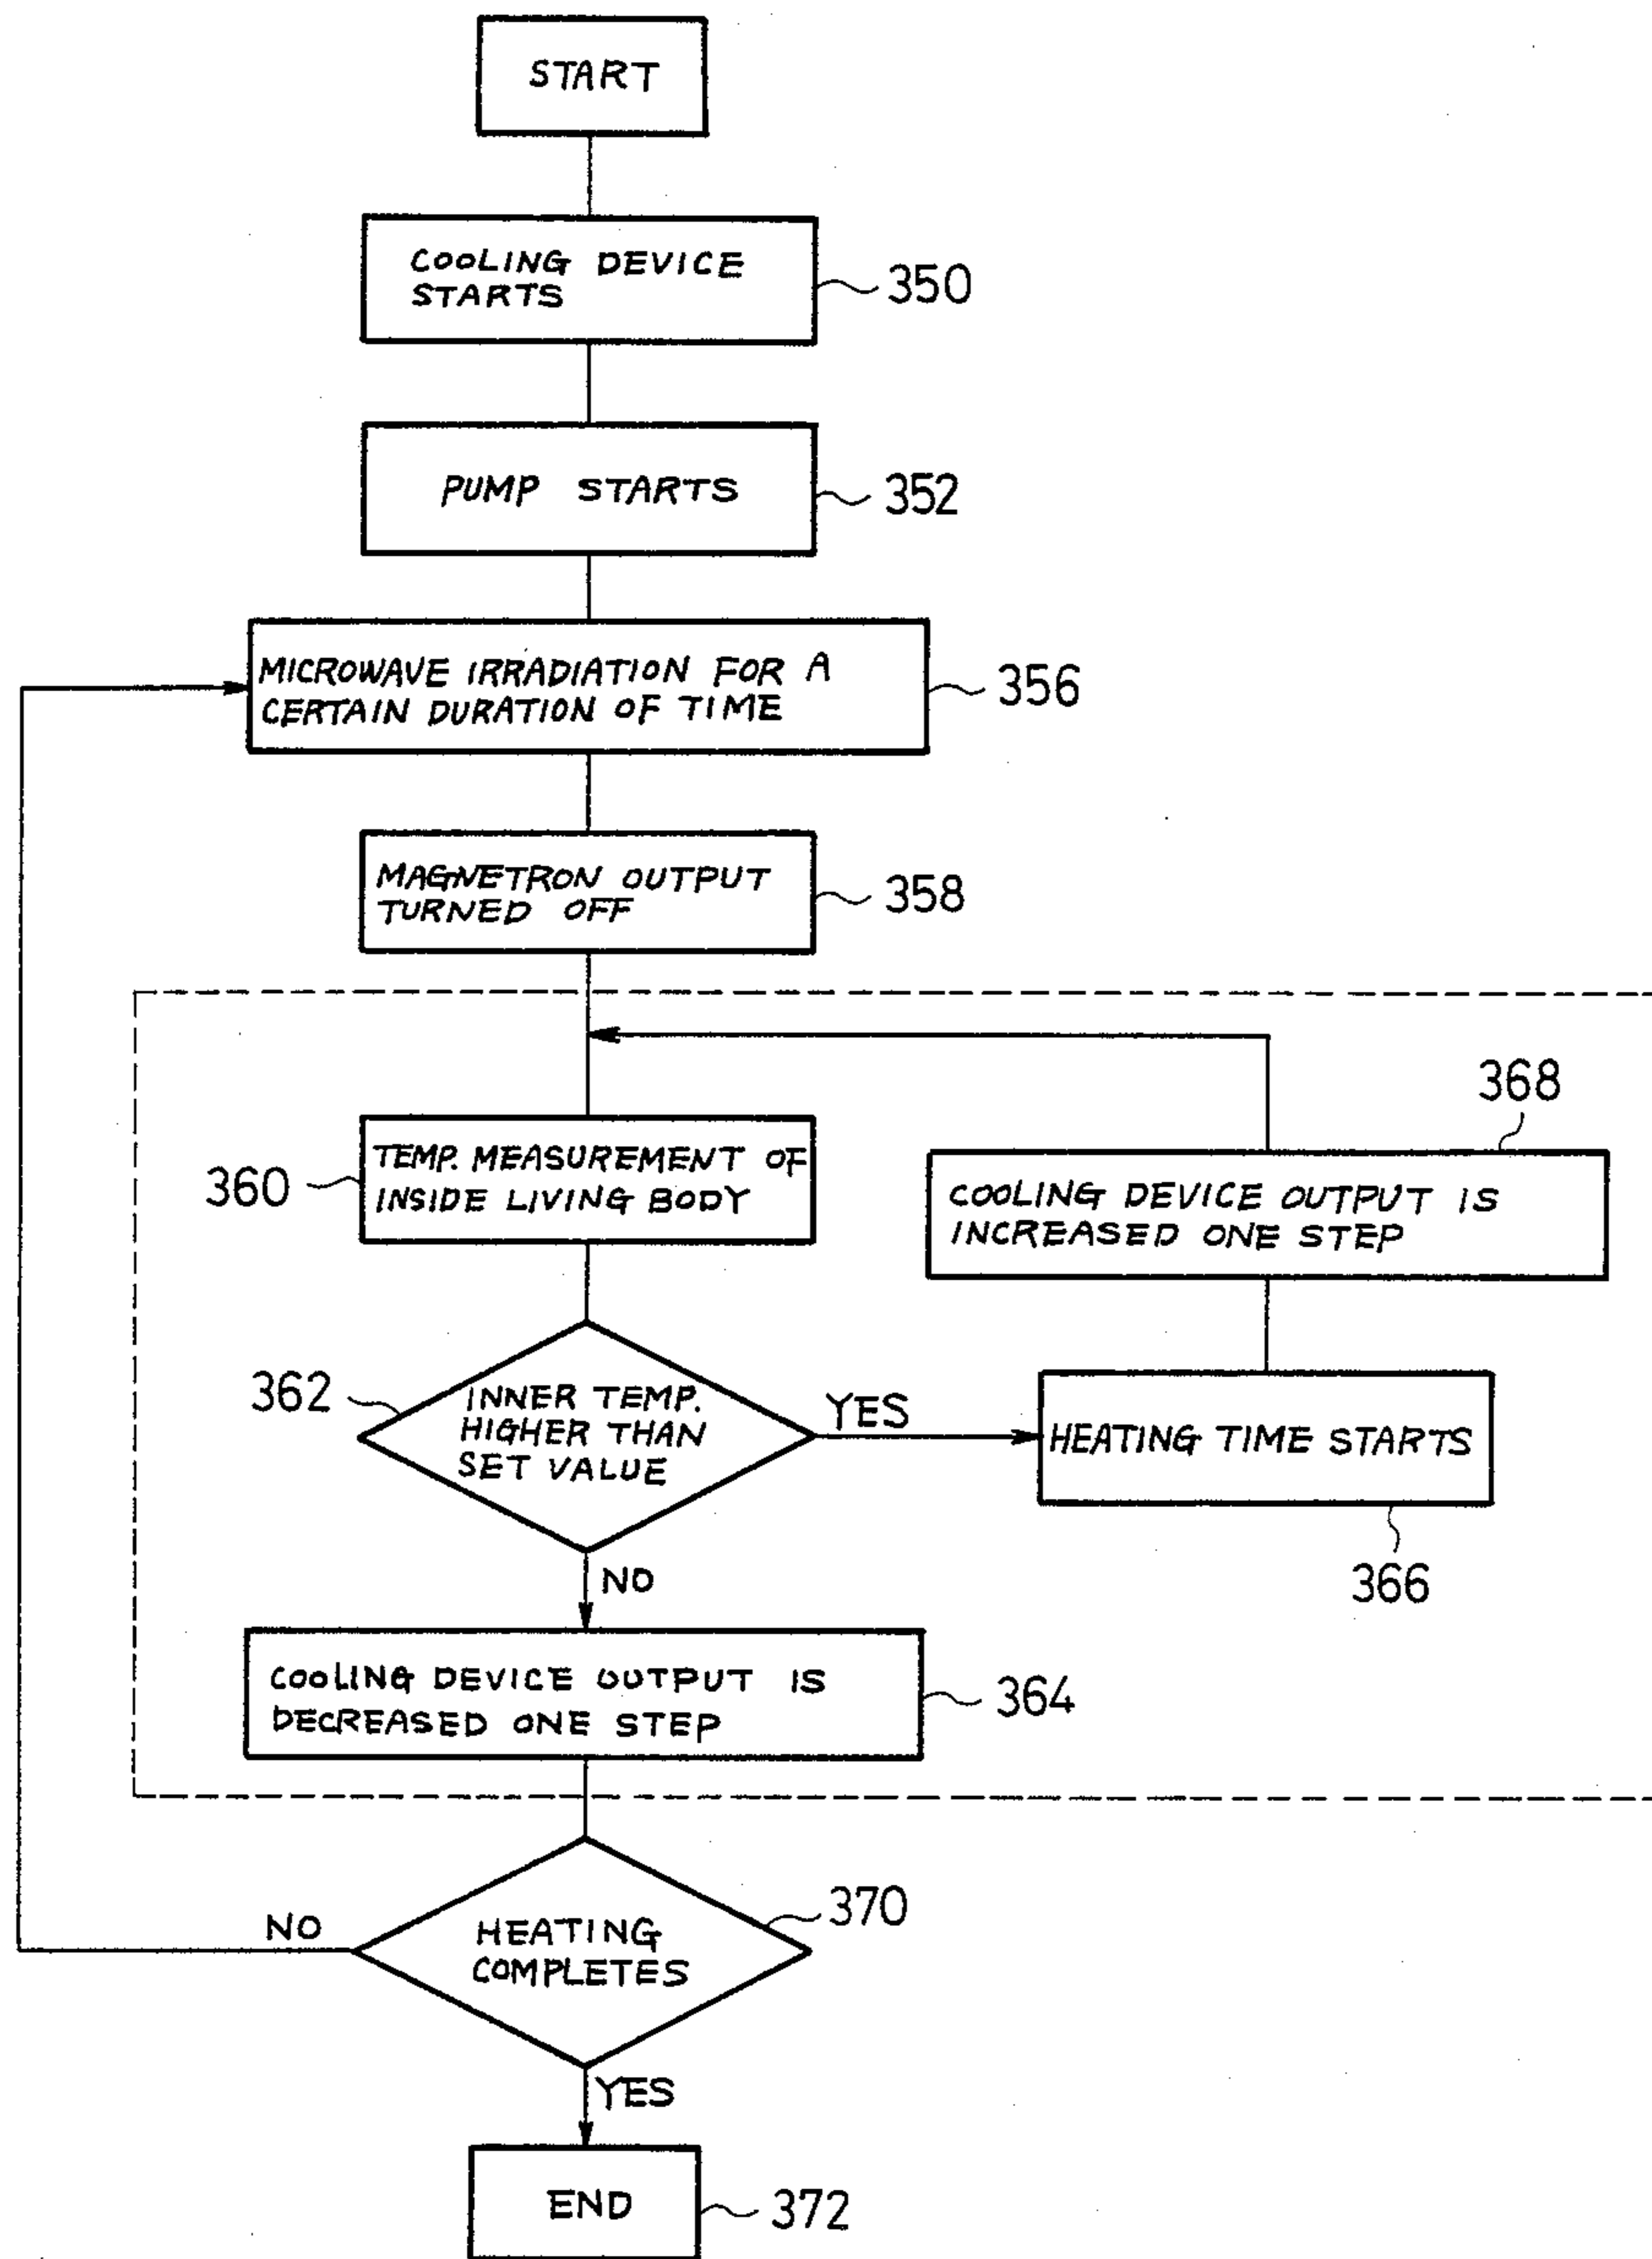 START
COOLING DEVICE
STARTS
350
PUMP STARTS
352
MICROWAVE IRRADIATION FOR A
CERTAIN DURATION OF TIME
356
MAGNETRON OUTPUT
TURNED OFF
358
368
360
TEMP. MEASUREMENT OF
INSIDE LIVING BODY
COOLING DEVICE OUTPUT IS
INCREASED ONE STEP
362
INNER TEMP.
HIGHER THAN
SET VALUE
YES
HEATING TIME STARTS
366
NO
COOLING DEVICE OUTPUT IS
DECREASED ONE STEP
364
370
NO
HEATING
COMPLETES
YES
END
372